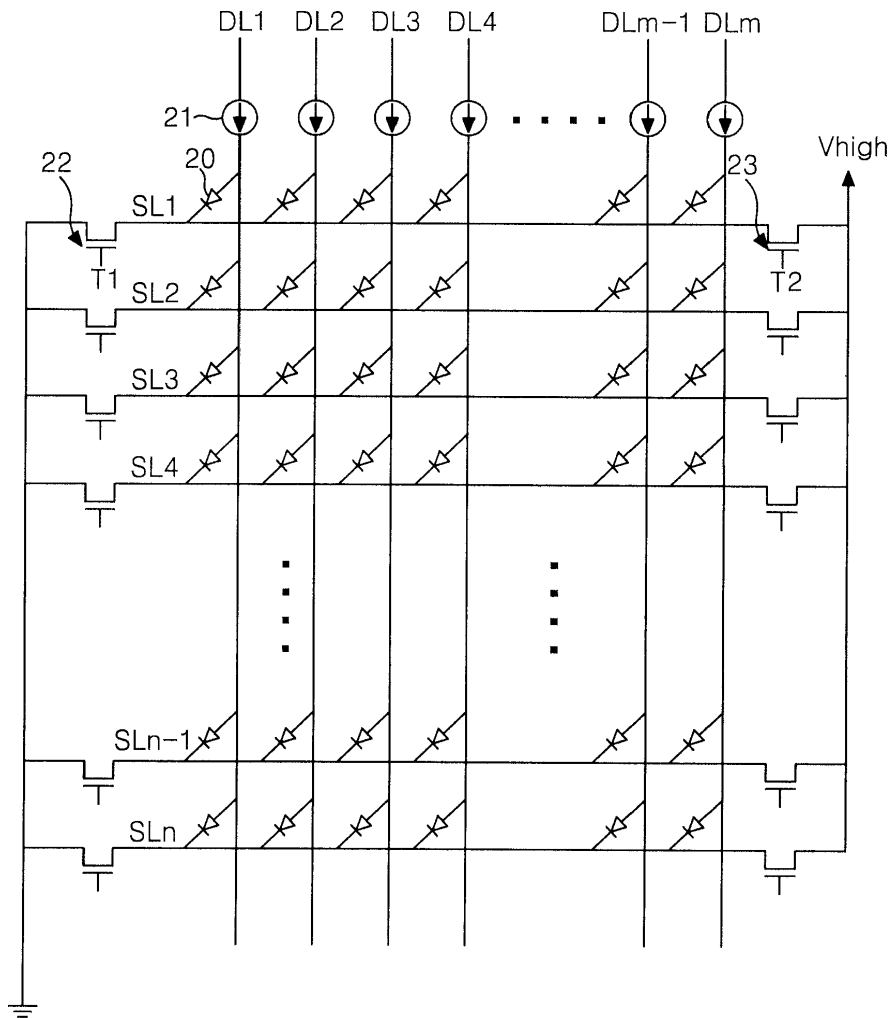 DL1 DL2 DL3 DL4 DLm-1 DLm
21
Vhigh
22 20 23
SL1
T1 T2
SL2
SL3
SL4
SLn-1
SLn